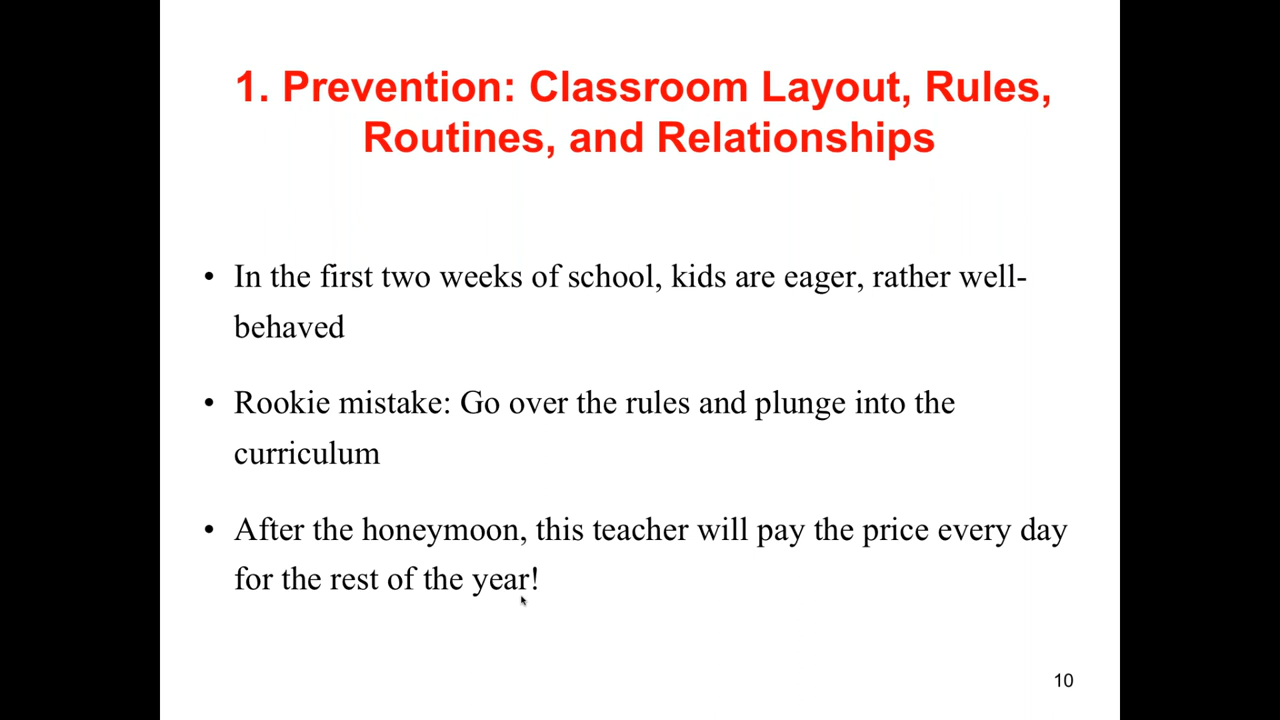 1. Prevention: Classroom Layout, Rules,
Routines, and Relationships
• In the first two weeks of school, kids are eager, rather well-
behaved
• Rookie mistake: Go over the rules and plunge into the
curriculum
• After the honeymoon, this teacher will pay the price every day
for the rest of the year!
10